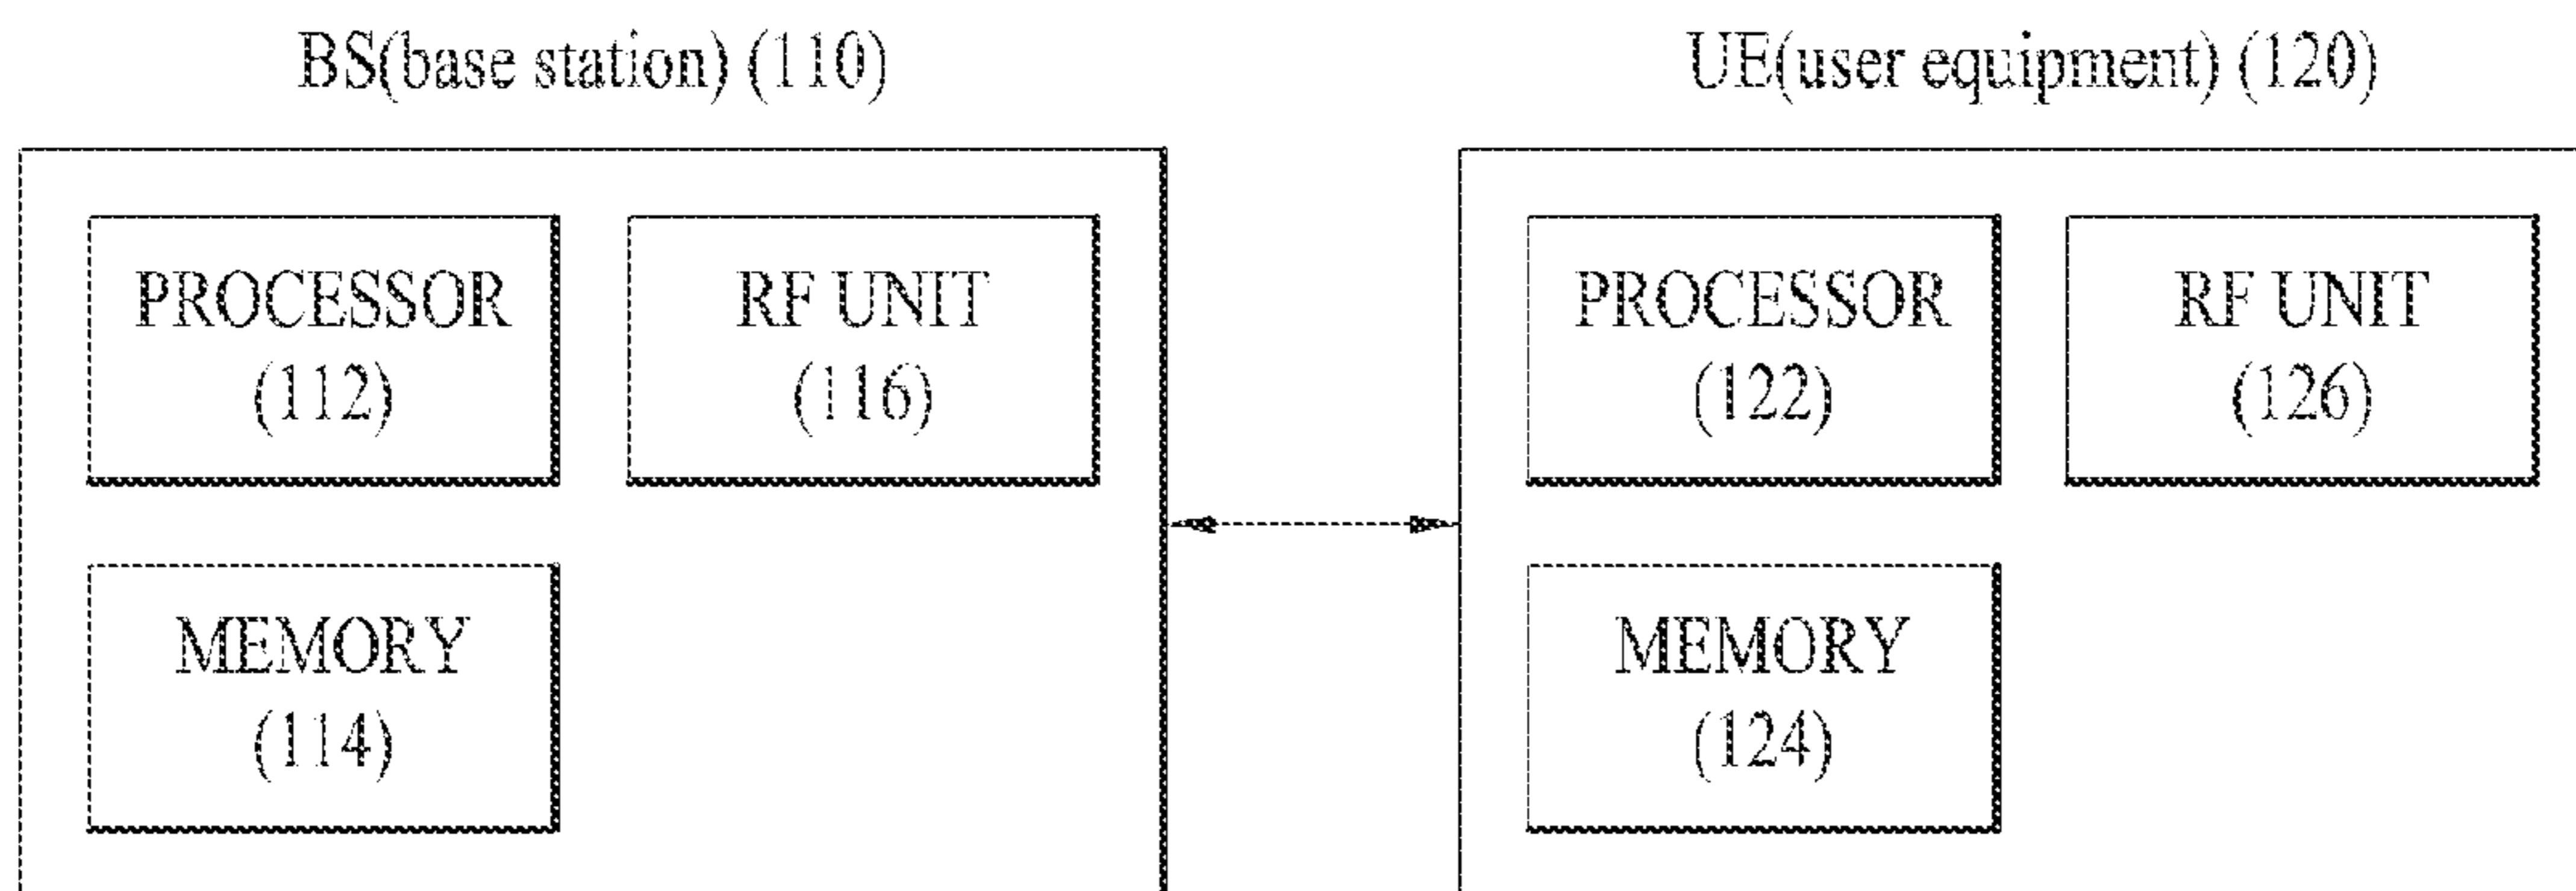 BS(base station) (110)
UE(user equipment) (120)
PROCESSOR
(112)
RF UNIT
(116)
MEMORY
(114)
PROCESSOR
(122)
RF UNIT
(126)
MEMORY
(124)